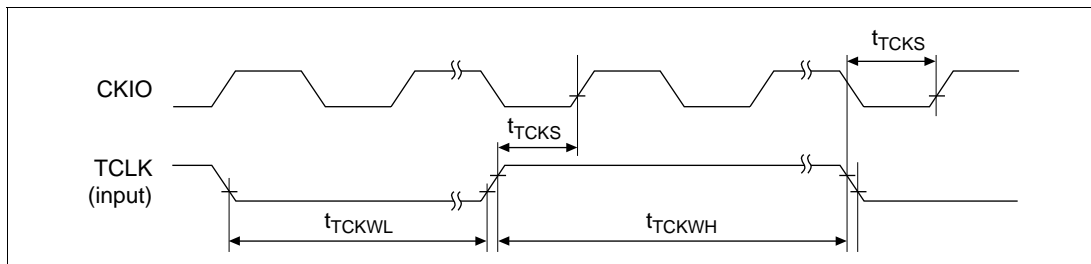 tTCKS
CKIO
tTCKS
TCLK
(input)
tTCKWL
tTCKWH